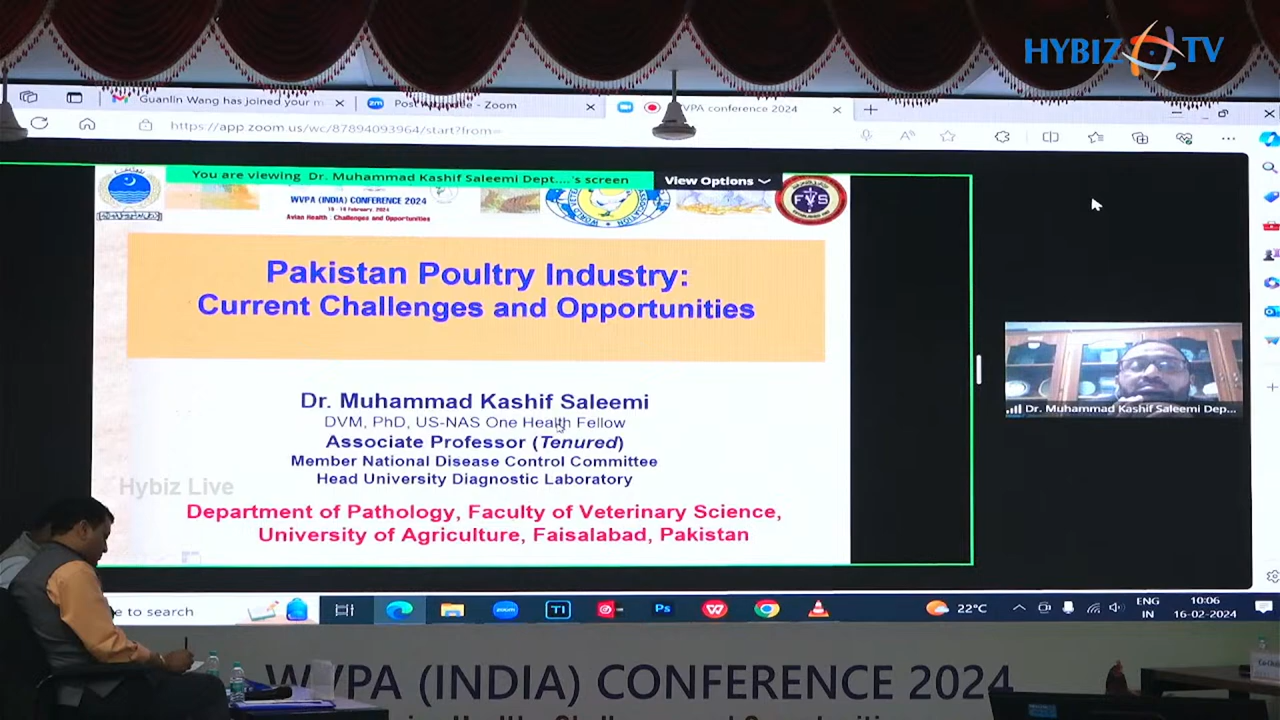 HYBIZ TV
Guanlin Wang has joined your m
Zoom
VPA conference 2024
https://app.zoom.us/wc/87894093964/start?from=
You are viewing Dr. Muhammad Kashif Saleemi Dept....'s screen
View Options
WVPA (INDIA) CONFERENCE 2024
Avian Health : Challenges and Opportunities
FVS
Pakistan Poultry Industry:
Current Challenges and Opportunities
Dr. Muhammad Kashif Saleemi
DVM, PhD, US-NAS One Health Fellow
Associate Professor (Tenured)
Member National Disease Control Committee
Head University Diagnostic Laboratory
Department of Pathology, Faculty of Veterinary Science,
University of Agriculture, Faisalabad, Pakistan
Dr. Muhammad Kashif Saleemi Dep...
Hybiz Live
e to search
zoom
TI
Ps
22°C
ENG
IN
10:06
16-02-2024
WVPA (INDIA) CONFERENCE 2024